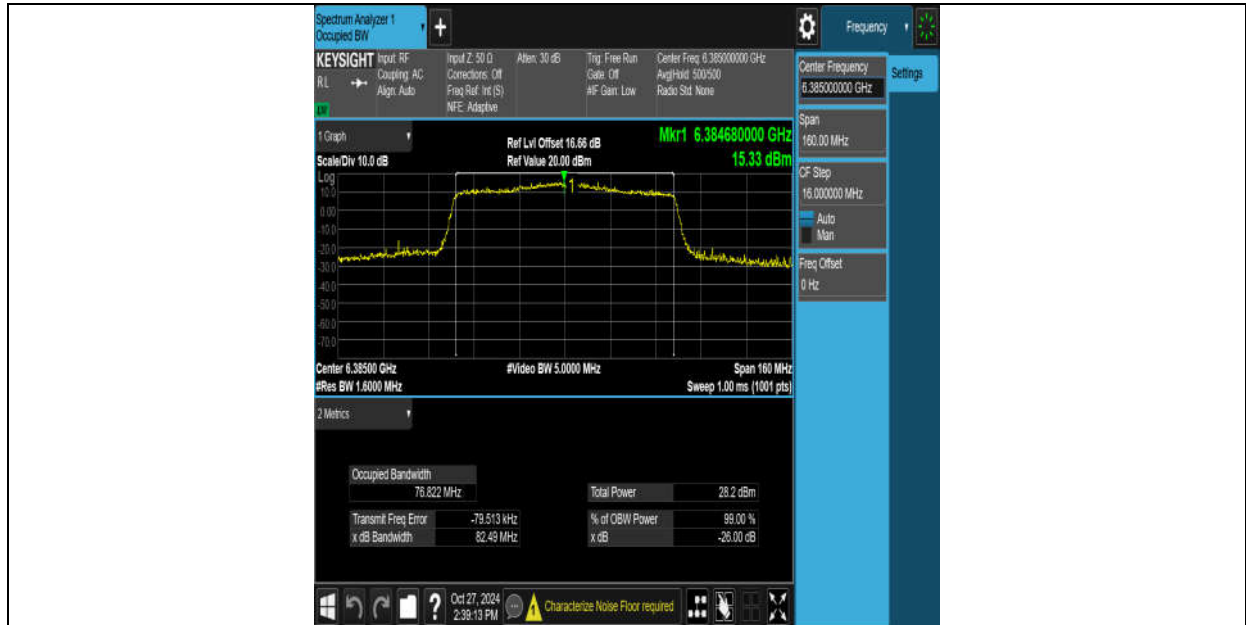 Spectrum Analyzer 1
Occupied BW
+
Frequency
KEYSIGHT
RL
Input: RF
Coupling: AC
Align: Auto
Input Z: 50 Ω
Corrections: Off
Freq Ref: Int (S)
NFE: Adaptive
Atten: 30 dB
Trig: Free Run
Gate: Off
#IF Gain: Low
Center Freq: 6.385000000 GHz
Avg|Hold: 500/500
Radio Std: None
Center Frequency
6.385000000 GHz
Settings
Span
160.00 MHz
CF Step
16.000000 MHz
Auto
Man
Freq Offset
0 Hz
1 Graph
Scale/Div 10.0 dB
Ref Lvl Offset 16.66 dB
Ref Value 20.00 dBm
Mkr1 6.384680000 GHz
15.33 dBm
Log
10.0
0.00
-10.0
-20.0
-30.0
-40.0
-50.0
-60.0
-70.0
1
Center 6.38500 GHz
#Res BW 1.6000 MHz
#Video BW 5.0000 MHz
Span 160 MHz
Sweep 1.00 ms (1001 pts)
2 Metrics
Occupied Bandwidth
76.822 MHz
Total Power 28.2 dBm
Transmit Freq Error -79.513 kHz
% of OBW Power 99.00 %
x dB Bandwidth 82.49 MHz
x dB -26.00 dB
?
Oct 27, 2024
2:39:13 PM
Characterize Noise Floor required